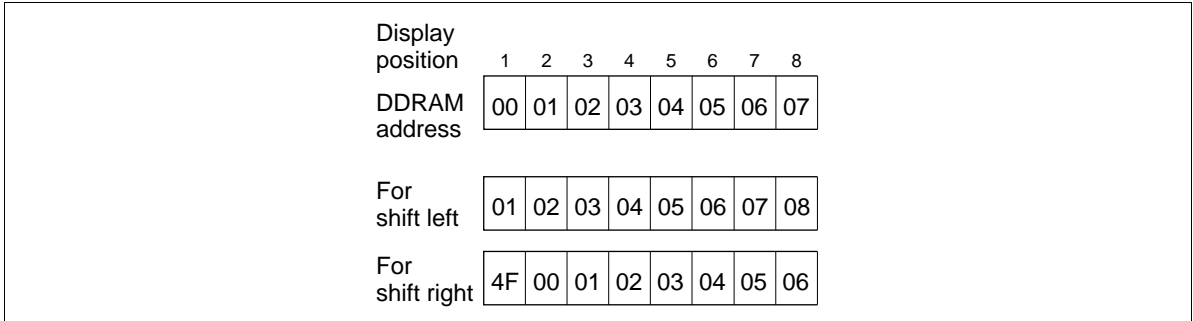 Display
position 1 2 3 4 5 6 7 8
DDRAM
address 00 01 02 03 04 05 06 07
For
shift left 01 02 03 04 05 06 07 08
For
shift right 4F 00 01 02 03 04 05 06